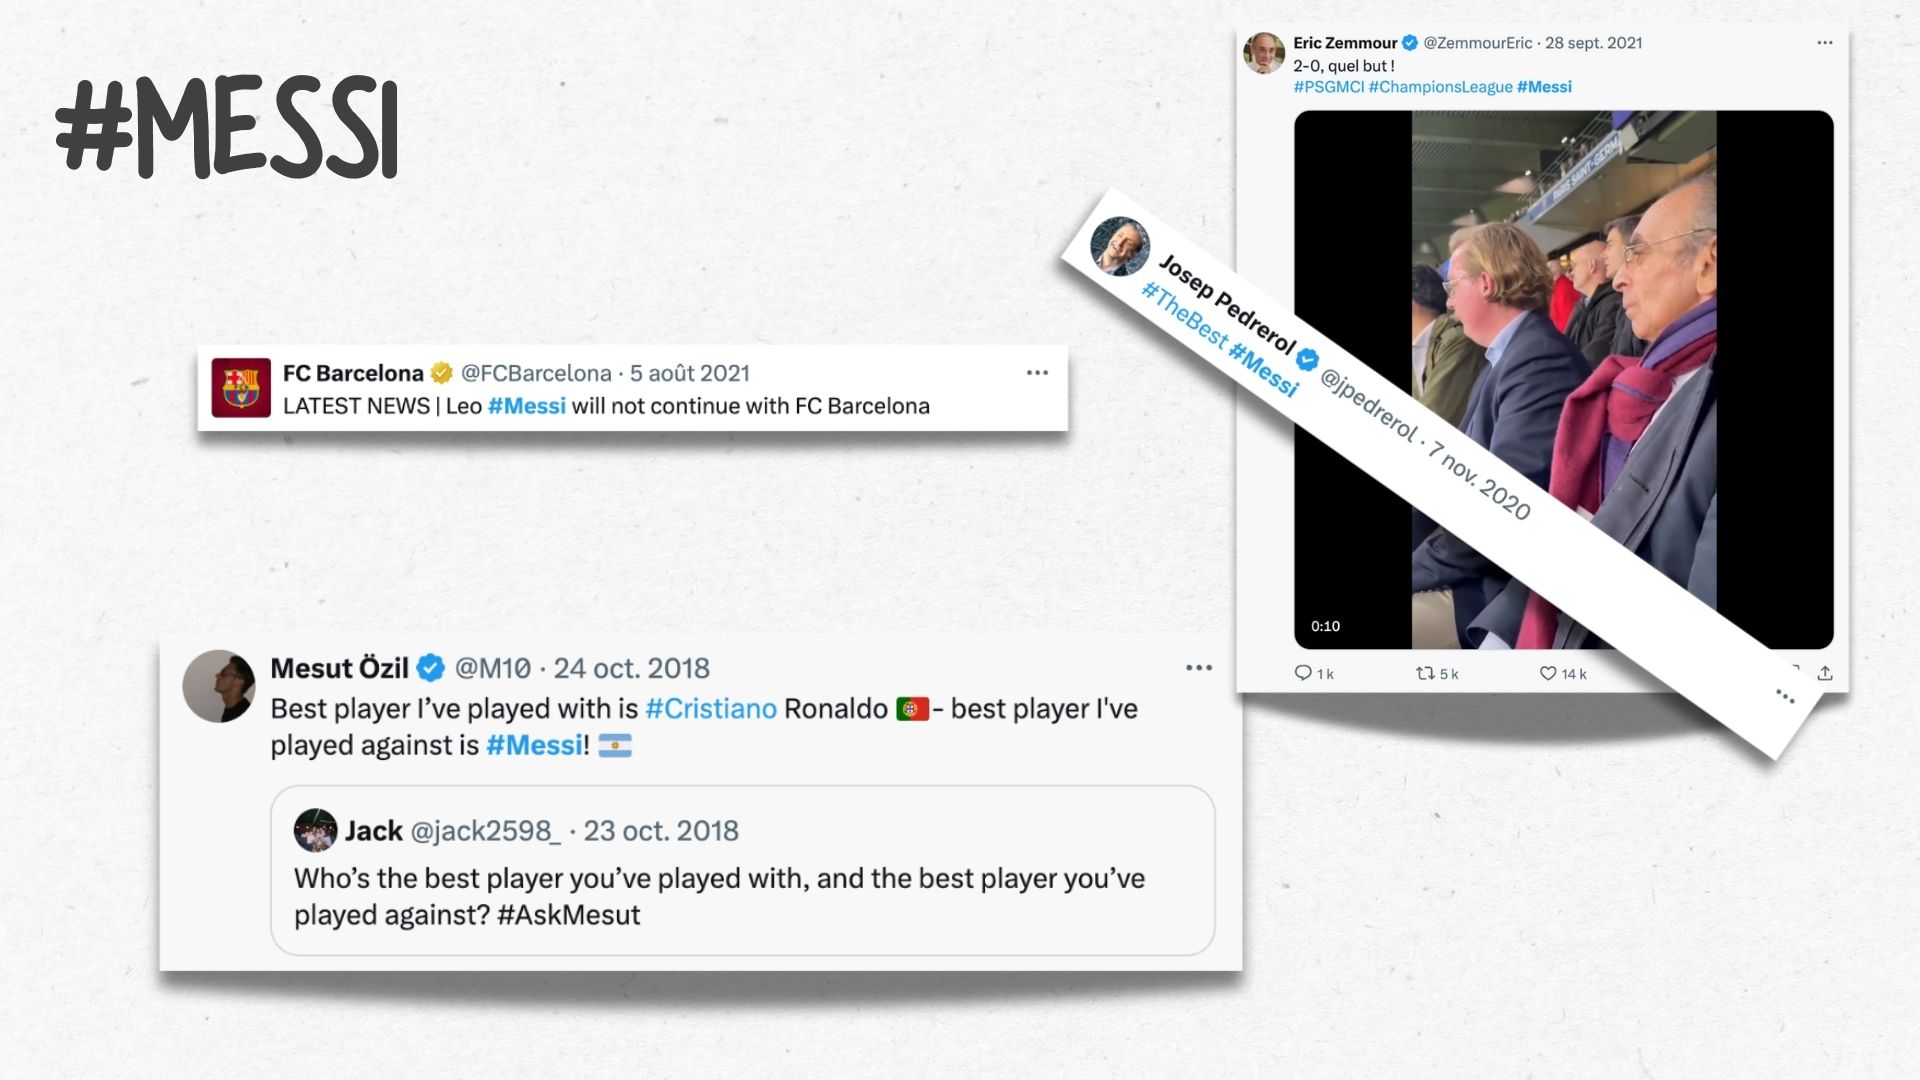 #MESSI
FC Barcelona @FCBarcelona · 5 août 2021
LATEST NEWS | Leo #Messi will not continue with FC Barcelona
Mesut Özil @M10 · 24 oct. 2018
Best player I’ve played with is #Cristiano Ronaldo 🇵🇹- best player I've
played against is #Messi! 🇦🇷
Jack @jack2598_ · 23 oct. 2018
Who’s the best player you’ve played with, and the best player you’ve
played against? #AskMesut
Eric Zemmour @ZemmourEric · 28 sept. 2021
2-0, quel but !
#PSGMCI #ChampionsLeague #Messi
PARIS SAINT-GERM
0:10
1 k 5 k 14 k
Josep Pedrerol @jpedrerol · 7 nov. 2020
#TheBest #Messi